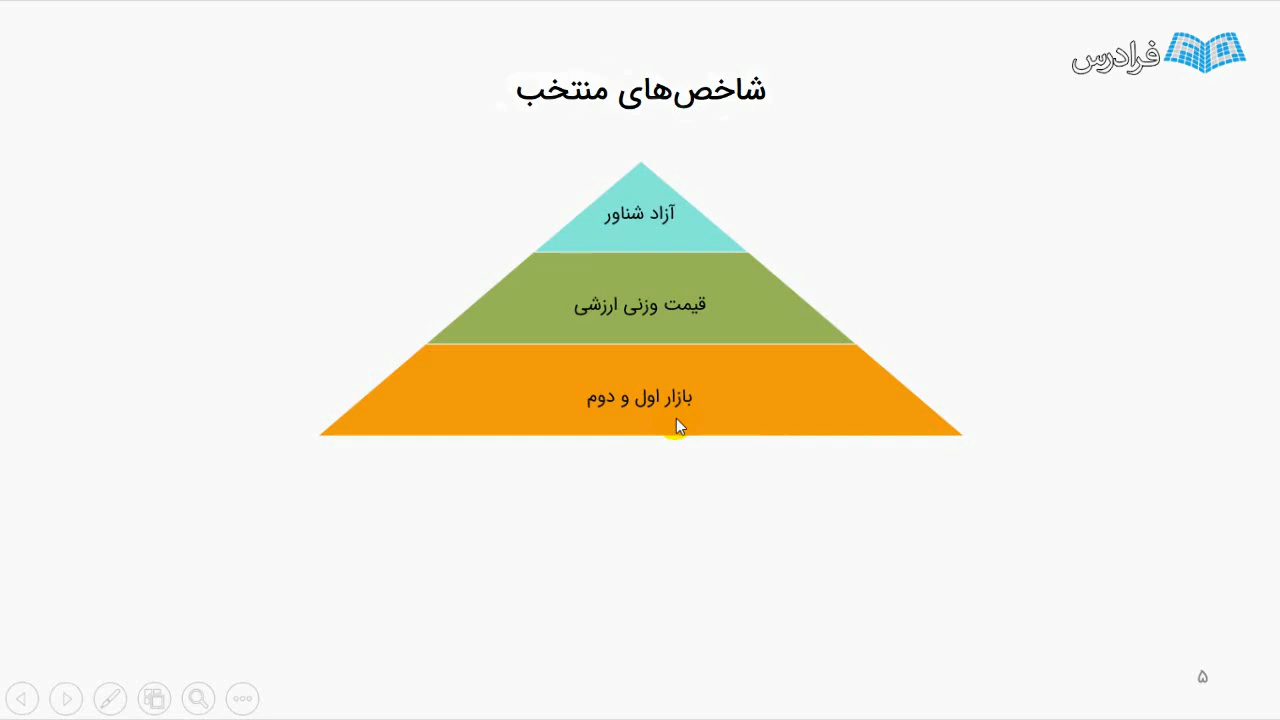 فرادرس
شاخص‌های منتخب
آزاد شناور
قیمت وزنی ارزشی
بازار اول و دوم
۵